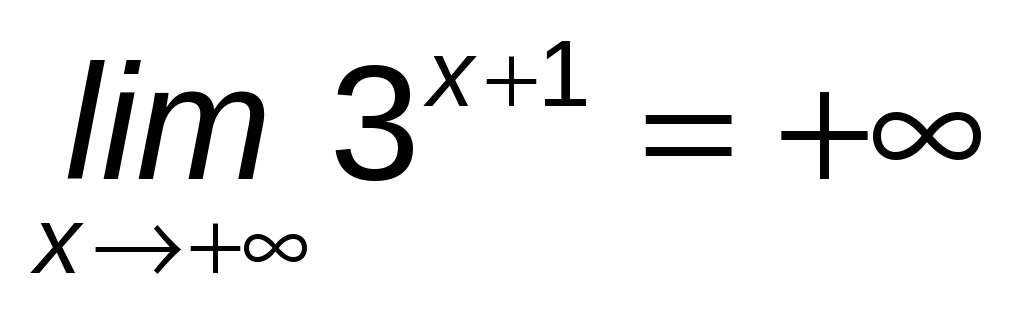 lim 3^{x+1} = +∞
x→+∞